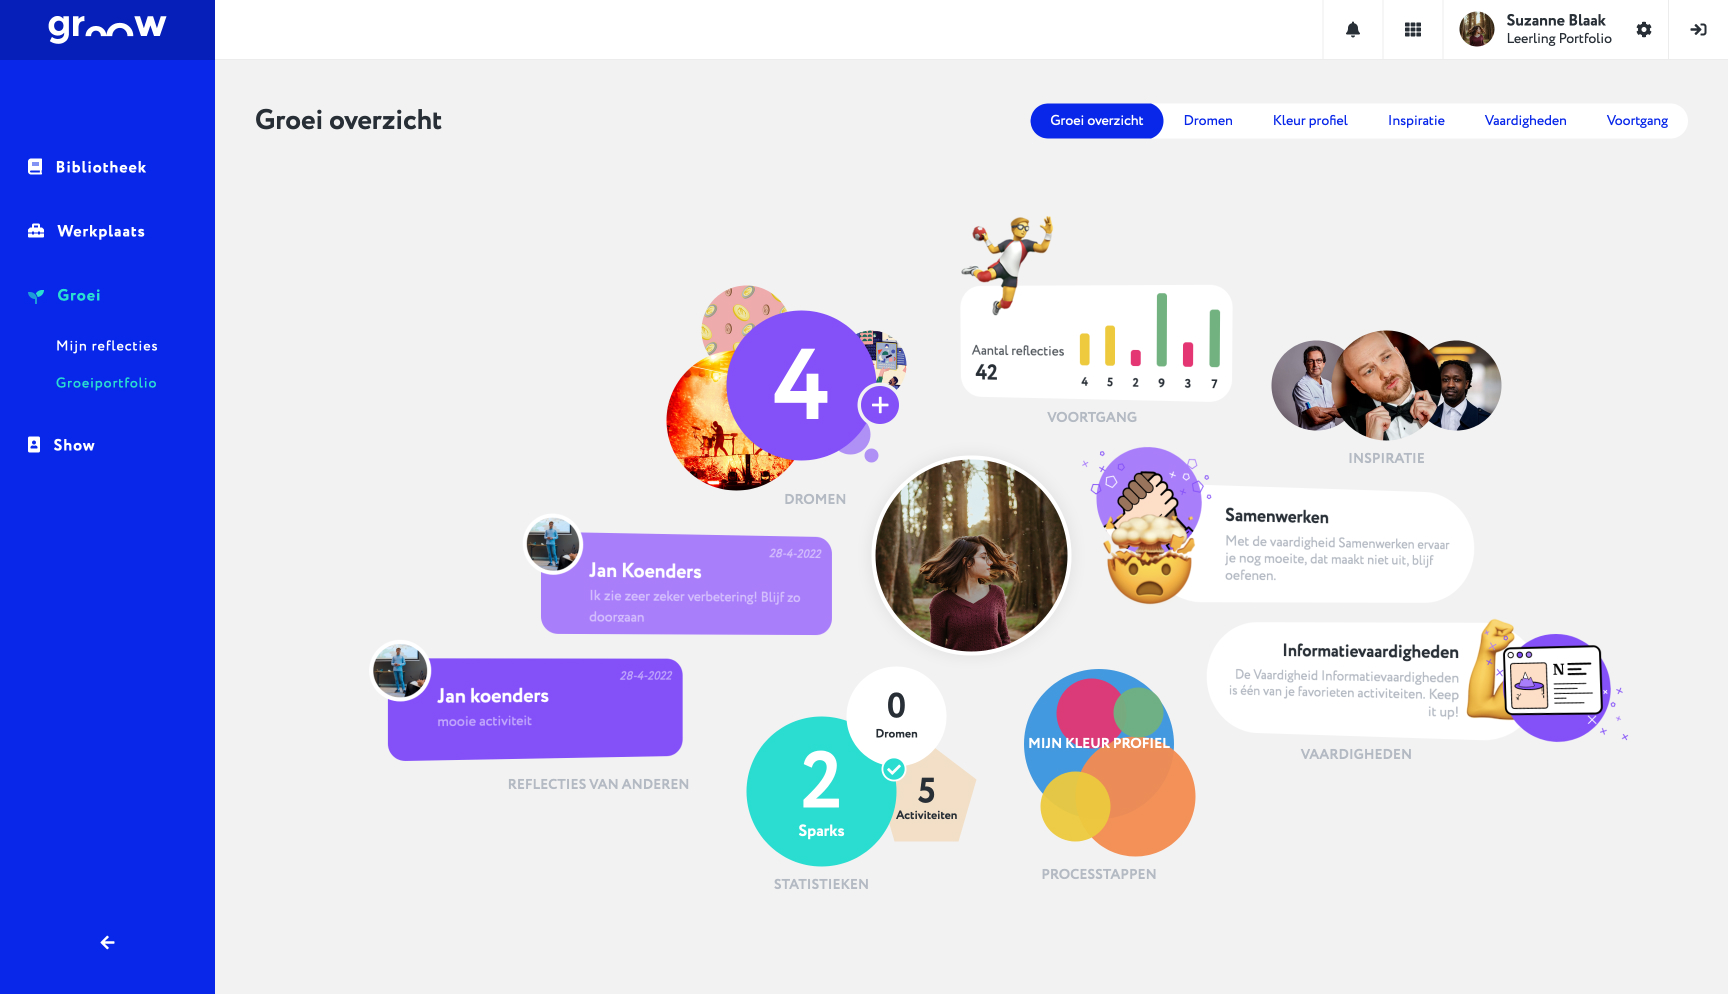 groow
Suzanne Blaak
Leerling Portfolio
Bibliotheek
Werkplaats
Groei
Mijn reflecties
Groeiportfolio
Show
Groei overzicht
Groei overzicht
Dromen
Kleur profiel
Inspiratie
Vaardigheden
Voortgang
4
DROMEN
Aantal reflecties
42
4 5 2 9 3 7
VOORTGANG
INSPIRATIE
28-4-2022
Jan Koenders
Ik zie zeer zeker verbetering! Blijf zo
doorgaan
28-4-2022
Jan koenders
mooie activiteit
REFLECTIES VAN ANDEREN
Samenwerken
Met de vaardigheid Samenwerken ervaar
je nog moeite, dat maakt niet uit, blijf
oefenen.
Informatievaardigheden
De Vaardigheid Informatievaardigheden
is één van je favorieten activiteiten. Keep
it up!
N
VAARDIGHEDEN
0
Dromen
2
Sparks
5
Activiteiten
STATISTIEKEN
MIJN KLEUR PROFIEL
PROCESSTAPPEN